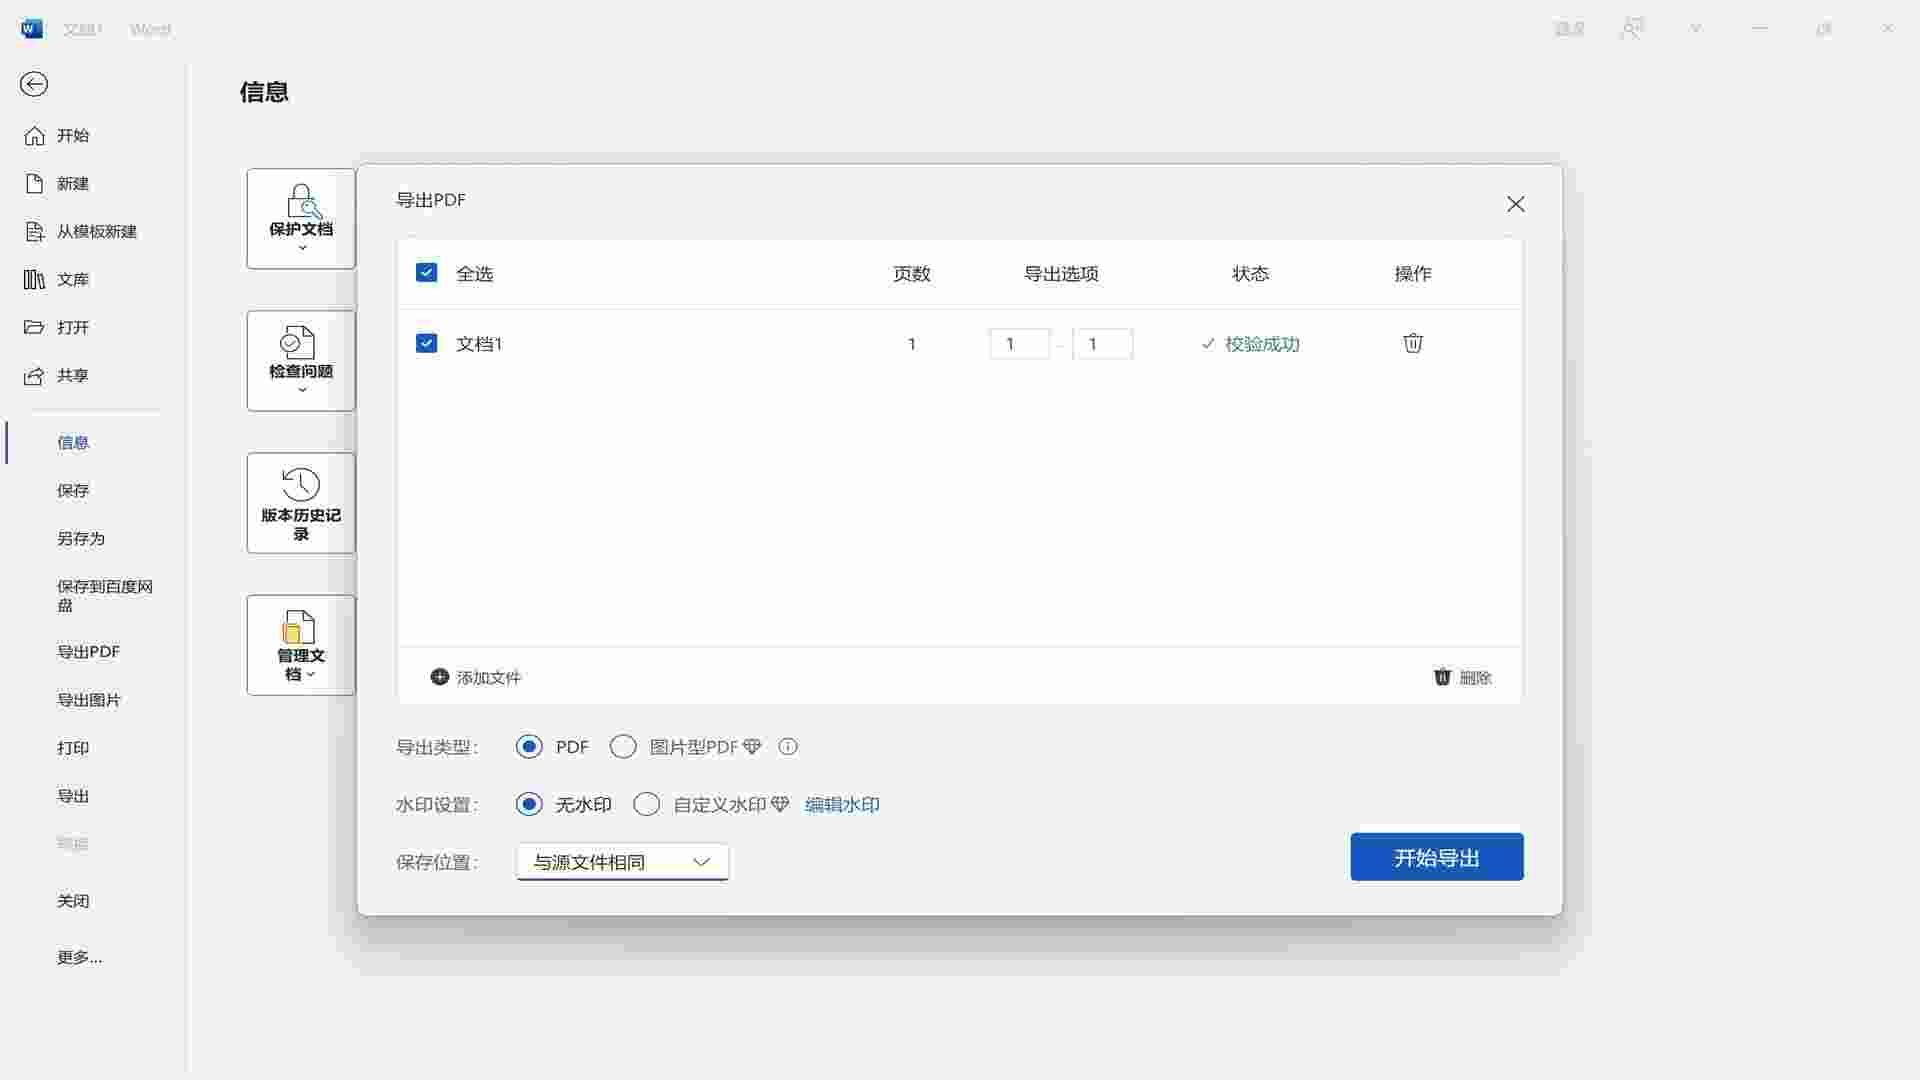 文档1 Word
信息
开始
新建
从模板新建
文库
打开
共享
信息
保存
另存为
保存到百度网
盘
导出PDF
导出图片
打印
导出
关闭
更多...
保护文档
检查问题
版本历史记
录
管理文
档
导出PDF
全选 页数 导出选项 状态 操作
文档1 1 1 - 1 校验成功
添加文件 删除
导出类型： PDF 图片型PDF
水印设置： 无水印 自定义水印 编辑水印
保存位置： 与源文件相同
开始导出